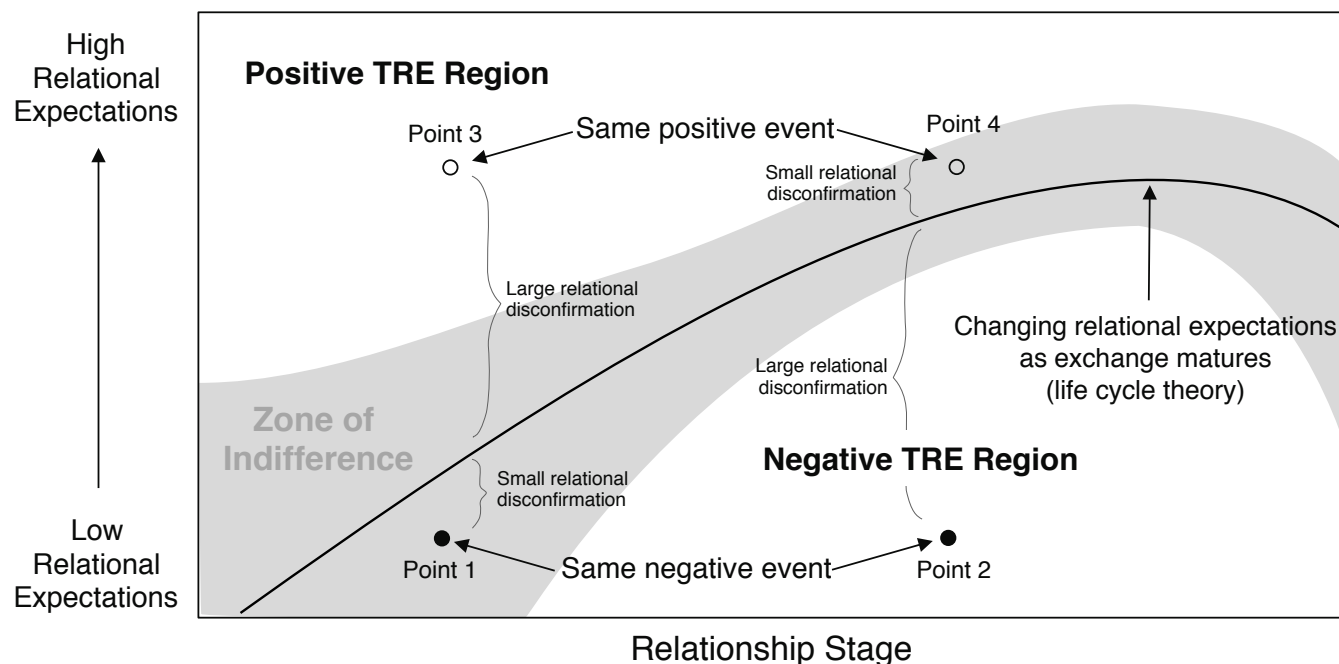 High
Relational
Expectations
Positive TRE Region
Point 3
Same positive event
Point 4
Small relational
disconfirmation
Large relational
disconfirmation
Changing relational expectations
as exchange matures
(life cycle theory)
Large relational
disconfirmation
Zone of
Indifference
Negative TRE Region
Small relational
disconfirmation
Low
Relational
Expectations
Point 1
Same negative event
Point 2
Relationship Stage